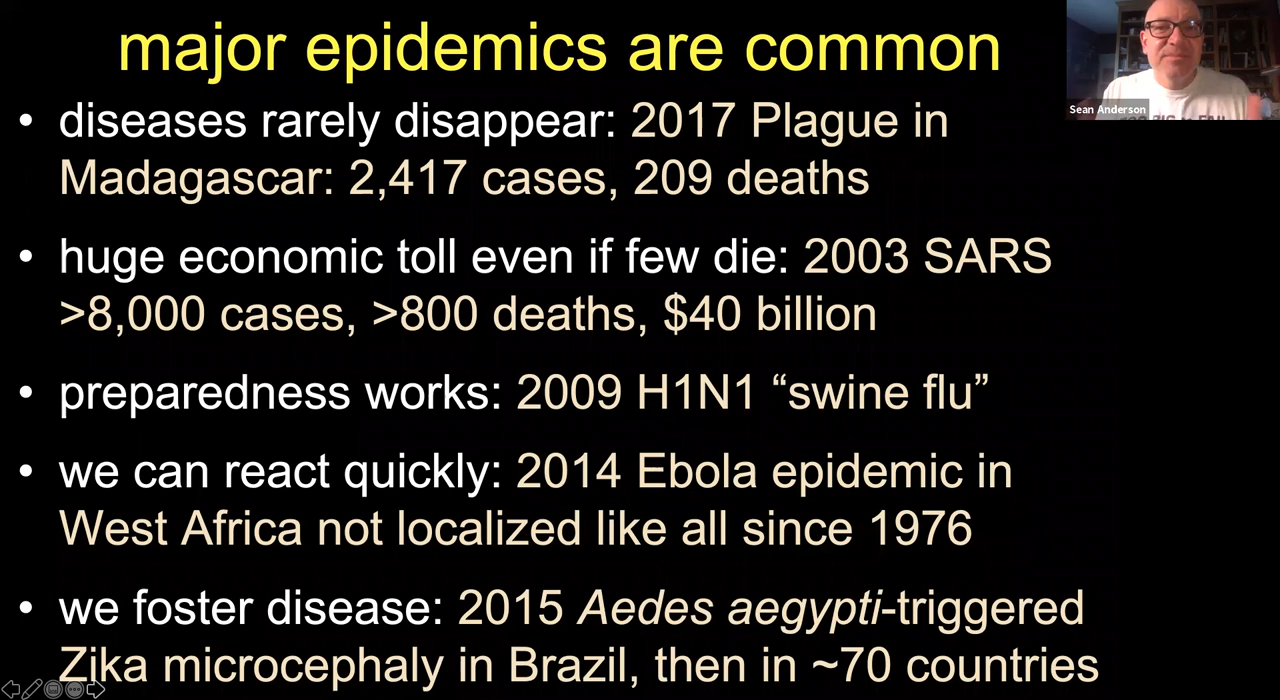 major epidemics are common
Sean Anderson
• diseases rarely disappear: 2017 Plague in
Madagascar: 2,417 cases, 209 deaths
• huge economic toll even if few die: 2003 SARS
>8,000 cases, >800 deaths, $40 billion
• preparedness works: 2009 H1N1 “swine flu”
• we can react quickly: 2014 Ebola epidemic in
West Africa not localized like all since 1976
• we foster disease: 2015 Aedes aegypti-triggered
Zika microcephaly in Brazil, then in ~70 countries